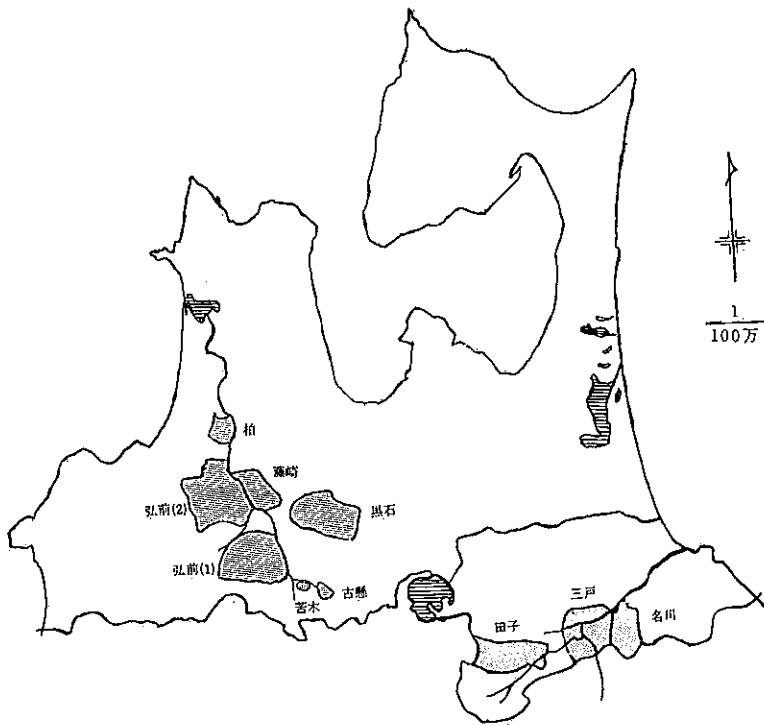 1
100万
柏
藤崎
弘前(2)
黒石
弘前(1)
古懸
苦木
三戸
田子
名川